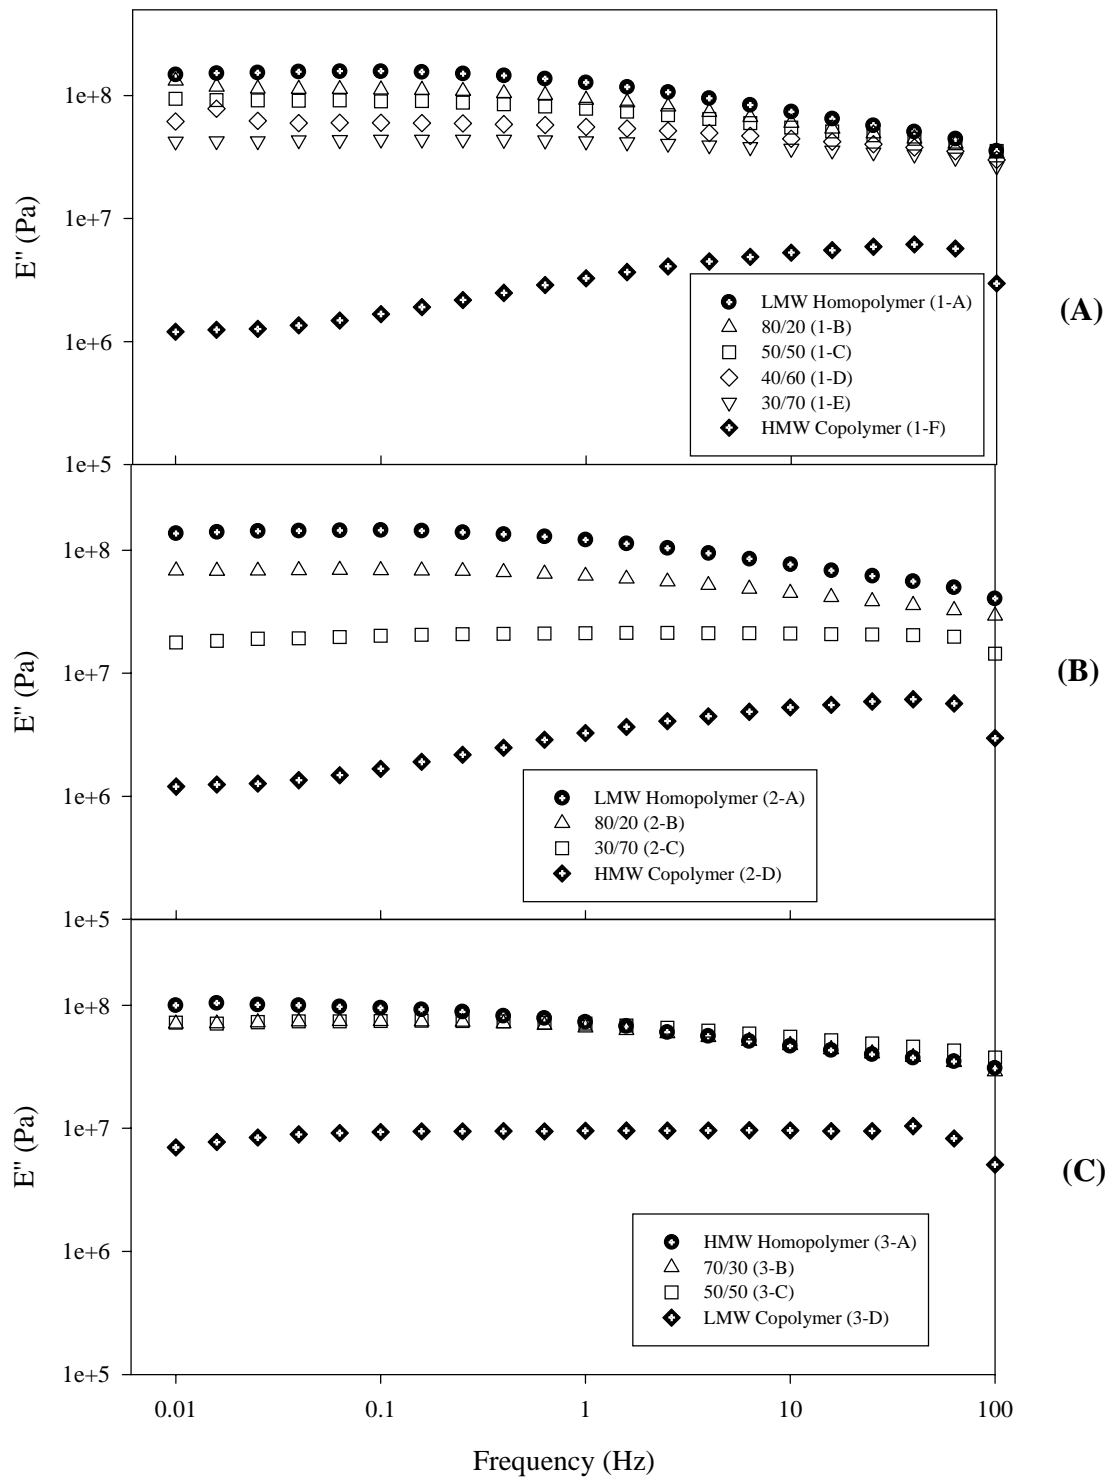 1e+8
1e+7
1e+6
1e+5
E" (Pa)
LMW Homopolymer (1-A)
80/20 (1-B)
50/50 (1-C)
40/60 (1-D)
30/70 (1-E)
HMW Copolymer (1-F)
(A)
1e+8
1e+7
1e+6
1e+5
E" (Pa)
LMW Homopolymer (2-A)
80/20 (2-B)
30/70 (2-C)
HMW Copolymer (2-D)
(B)
1e+8
1e+7
1e+6
1e+5
E" (Pa)
HMW Homopolymer (3-A)
70/30 (3-B)
50/50 (3-C)
LMW Copolymer (3-D)
(C)
0.01 0.1 1 10 100
Frequency (Hz)